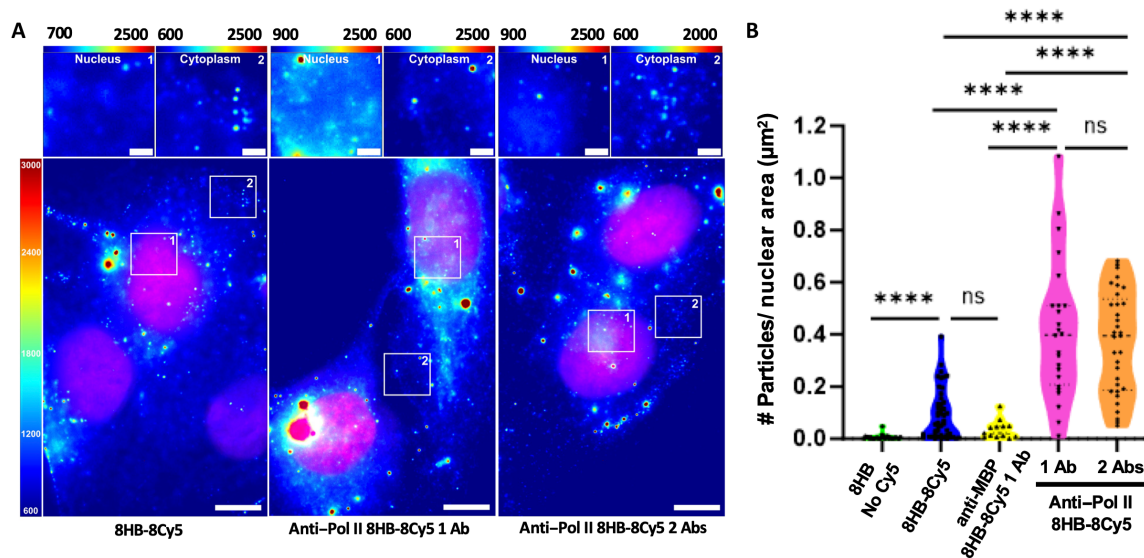 A
700 2500 600 2500
Nucleus 1
Cytoplasm 2
900 2500 600 2500
Nucleus 1
Cytoplasm 2
900 2500 600 2000
Nucleus 1
Cytoplasm 2
3000
2400
1800
1200
600
1
2
1
2
1
2
8HB-8Cy5
Anti–Pol II 8HB-8Cy5 1 Ab
Anti–Pol II 8HB-8Cy5 2 Abs
B
# Particles/ nuclear area (µm²)
1.2
1.0
0.8
0.6
0.4
0.2
0.0
****
****
****
**** ns
**** ns
8HB
No Cy5
8HB-8Cy5
anti-MBP
8HB-8Cy5 1 Ab
1 Ab
2 Abs
Anti–Pol II
8HB-8Cy5